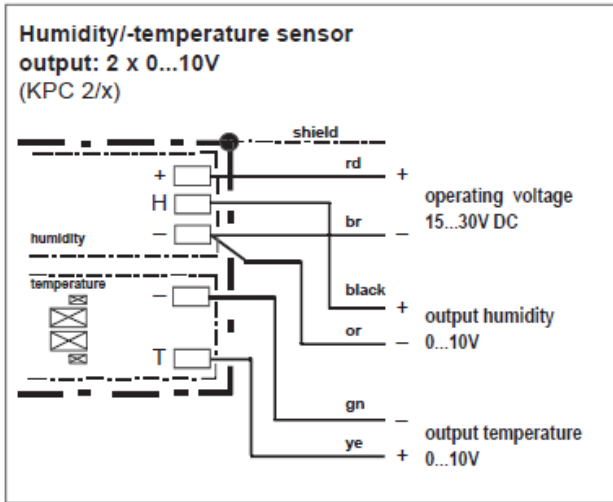 Humidity/-temperature sensor
output: 2 x 0...10V
(KPC 2/x)
shield
rd
+
+
operating voltage
15...30V DC
H
br
–
–
humidity
temperature
–
black
+
output humidity
0...10V
or
–
T
gn
–
output temperature
0...10V
ye
+